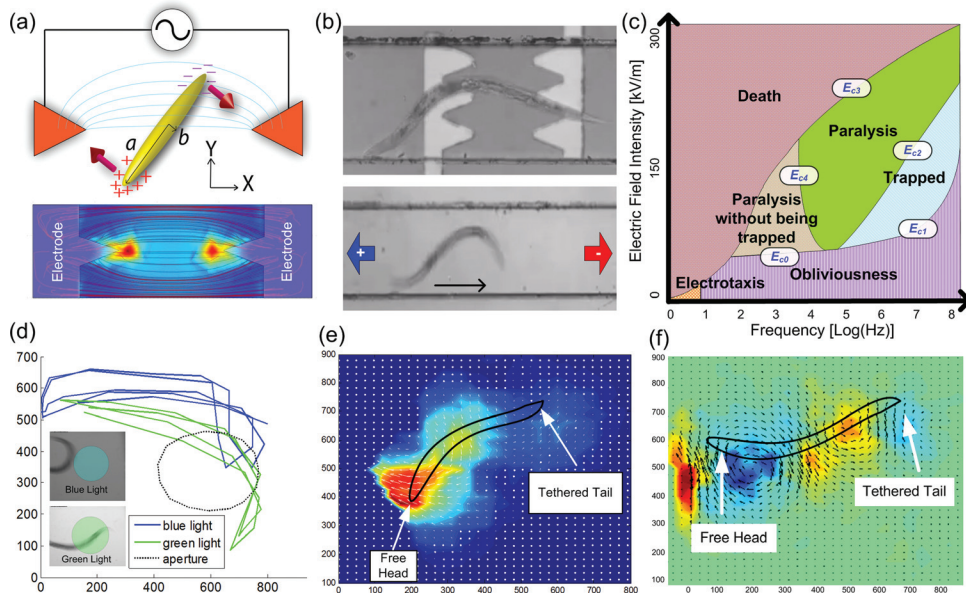 (a)
a
b
Y
X
Electrode
Electrode
(b)
+
-
(c)
Electric Field Intensity [kV/m]
300
150
0
Death
E_c3
Paralysis
E_c2
E_c4
Trapped
Paralysis
without being
trapped
E_c1
E_c0
Obliviousness
Electrotaxis
0 1 2 3 4 5 6 7 8
Frequency [Log(Hz)]
(d)
700
600
500
400
300
200
100
0
0 200 400 600 800
Blue Light
Green Light
blue light
green light
aperture
(e)
900
800
700
600
500
400
300
200
100
0 100 200 300 400 500 600 700 800
Tethered Tail
Free
Head
(f)
900
800
700
600
500
400
300
200
100
0 100 200 300 400 500 600 700 800
Tethered Tail
Free Head